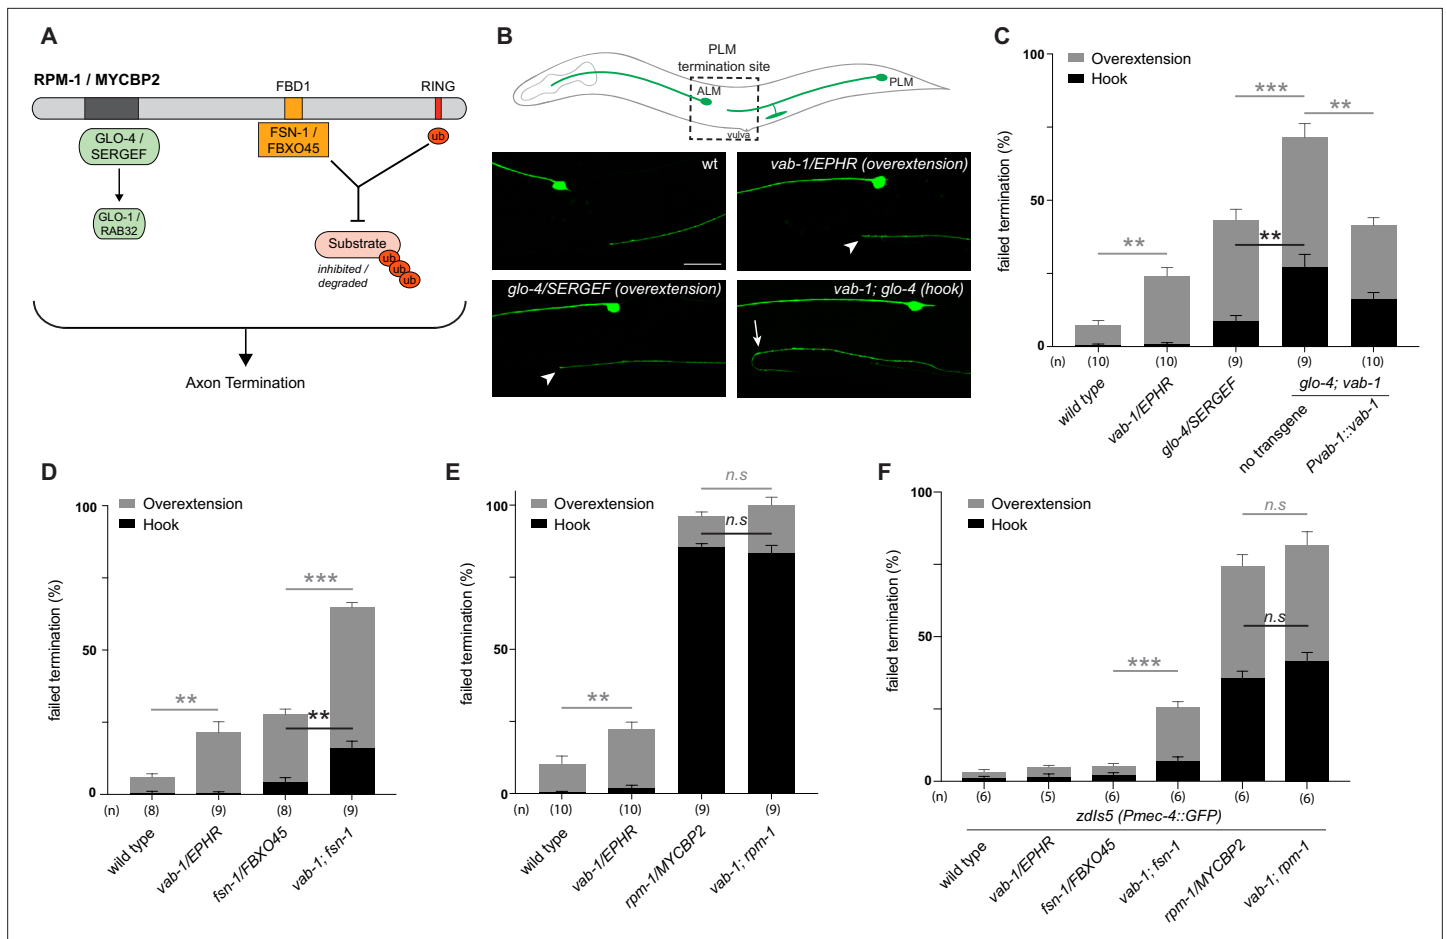 A
RPM-1 / MYCBP2
FBD1
RING
GLO-4 /
SERGEF
FSN-1 /
FBXO45
ub
GLO-1 /
RAB32
Substrate
ub
ub
ub
inhibited /
degraded
Axon Termination
B
PLM
termination site
ALM
PLM
vulva
wt
vab-1/EPHR (overextension)
glo-4/SERGEF (overextension)
vab-1; glo-4 (hook)
C
Overextension
Hook
failed termination (%)
100
50
0
**
***
**
**
(n)
(10)
(10)
(9)
(9)
(10)
wild type
vab-1/EPHR
glo-4/SERGEF
glo-4; vab-1
no transgene
Pvab-1::vab-1
D
Overextension
Hook
failed termination (%)
100
50
0
**
***
**
(n)
(8)
(9)
(8)
(9)
wild type
vab-1/EPHR
fsn-1/FBXO45
vab-1; fsn-1
E
Overextension
Hook
failed termination (%)
100
50
0
**
n.s
n.s
(n)
(10)
(10)
(9)
(9)
wild type
vab-1/EPHR
rpm-1/MYCBP2
vab-1; rpm-1
F
Overextension
Hook
failed termination (%)
100
50
0
***
n.s
n.s
(n)
(6)
(5)
(6)
(6)
(6)
(6)
zdIs5 (Pmec-4::GFP)
wild type
vab-1/EPHR
fsn-1/FBXO45
vab-1; fsn-1
rpm-1/MYCBP2
vab-1; rpm-1